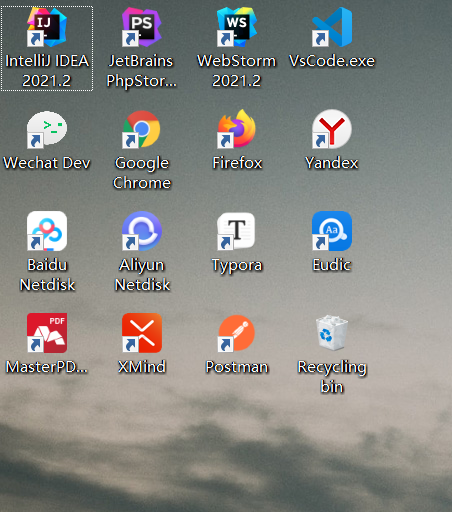 IJ
PS
WS
IntelliJ IDEA
2021.2
JetBrains
PhpStor...
WebStorm
2021.2
VsCode.exe
>_
Wechat Dev
Google
Chrome
Firefox
Yandex
T
Aa
Baidu
Netdisk
Aliyun
Netdisk
Typora
Eudic
PDF
MasterPD...
XMind
Postman
Recycling
bin